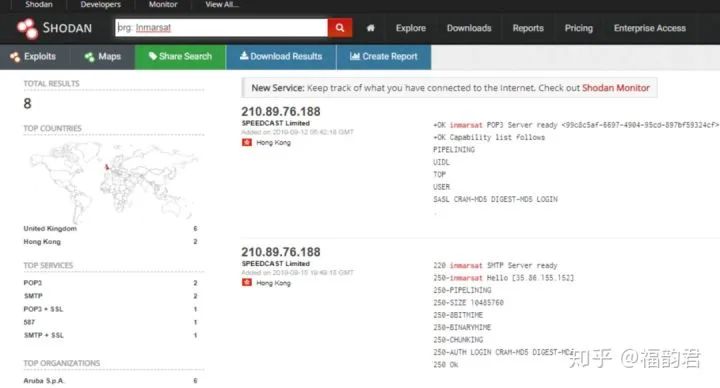 Shodan Developers Monitor View All...
SHODAN org: Inmarsat Explore Downloads Reports Pricing Enterprise Access
Exploits Maps Share Search Download Results Create Report
TOTAL RESULTS
8
TOP COUNTRIES
United Kingdom 6
Hong Kong 2
TOP SERVICES
POP3 2
SMTP 2
POP3 + SSL 1
587 1
SMTP + SSL 1
TOP ORGANIZATIONS
Aruba S.p.A. 6
New Service: Keep track of what you have connected to the Internet. Check out Shodan Monitor
210.89.76.188
SPEEDCAST Limited
Added on 2019-09-12 05:42:18 GMT
Hong Kong
+OK inmarsat POP3 Server ready <99c8c5af-6697-4904-95cd-897bf59324cf>
+OK Capability list follows
PIPELINING
UIDL
TOP
USER
SASL CRAM-MD5 DIGEST-MD5 LOGIN
.
210.89.76.188
SPEEDCAST Limited
Added on 2019-09-15 19:49:15 GMT
Hong Kong
220 inmarsat SMTP Server ready
250-inmarsat Hello [35.86.155.152]
250-PIPELINING
250-SIZE 10485760
250-8BITMIME
250-BINARYMIME
250-CHUNKING
250-AUTH LOGIN CRAM-MD5 DIGEST-MD5
250 Ok
知乎 @福韵君